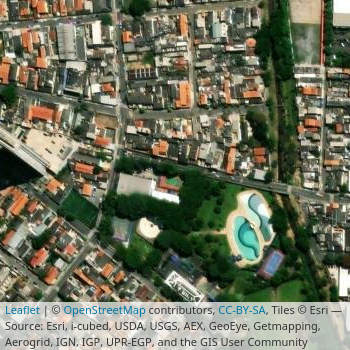 Leaflet | © OpenStreetMap contributors, CC-BY-SA, Tiles © Esri —
Source: Esri, i-cubed, USDA, USGS, AEX, GeoEye, Getmapping,
Aerogrid, IGN, IGP, UPR-EGP, and the GIS User Community